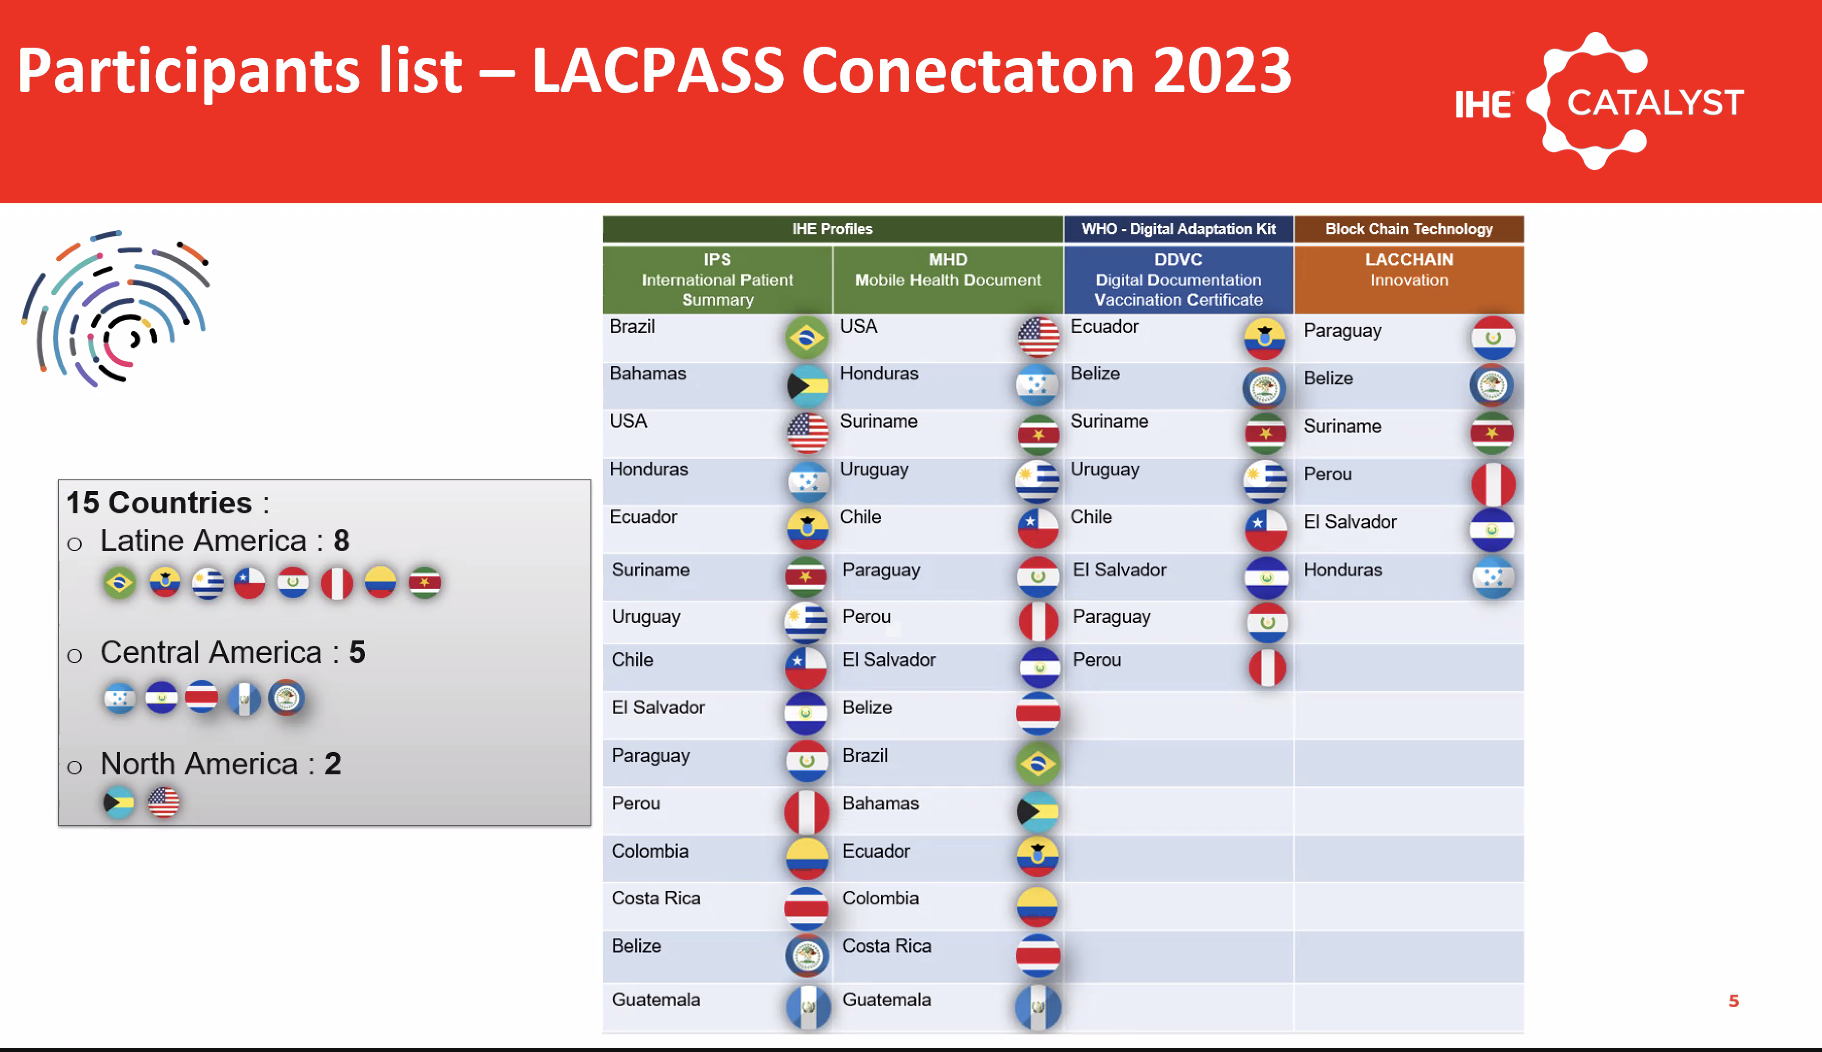 Participants list – LACPASS Conectaton 2023
IHE CATALYST
15 Countries :
o Latine America : 8
o Central America : 5
o North America : 2
IHE Profiles
WHO - Digital Adaptation Kit
Block Chain Technology
IPS
International Patient
Summary
MHD
Mobile Health Document
DDVC
Digital Documentation
Vaccination Certificate
LACCHAIN
Innovation
Brazil USA Ecuador Paraguay
Bahamas Honduras Belize Belize
USA Suriname Suriname Suriname
Honduras Uruguay Uruguay Perou
Ecuador Chile Chile El Salvador
Suriname Paraguay El Salvador Honduras
Uruguay Perou Paraguay
Chile El Salvador Perou
El Salvador Belize
Paraguay Brazil
Perou Bahamas
Colombia Ecuador
Costa Rica Colombia
Belize Costa Rica
Guatemala Guatemala
5